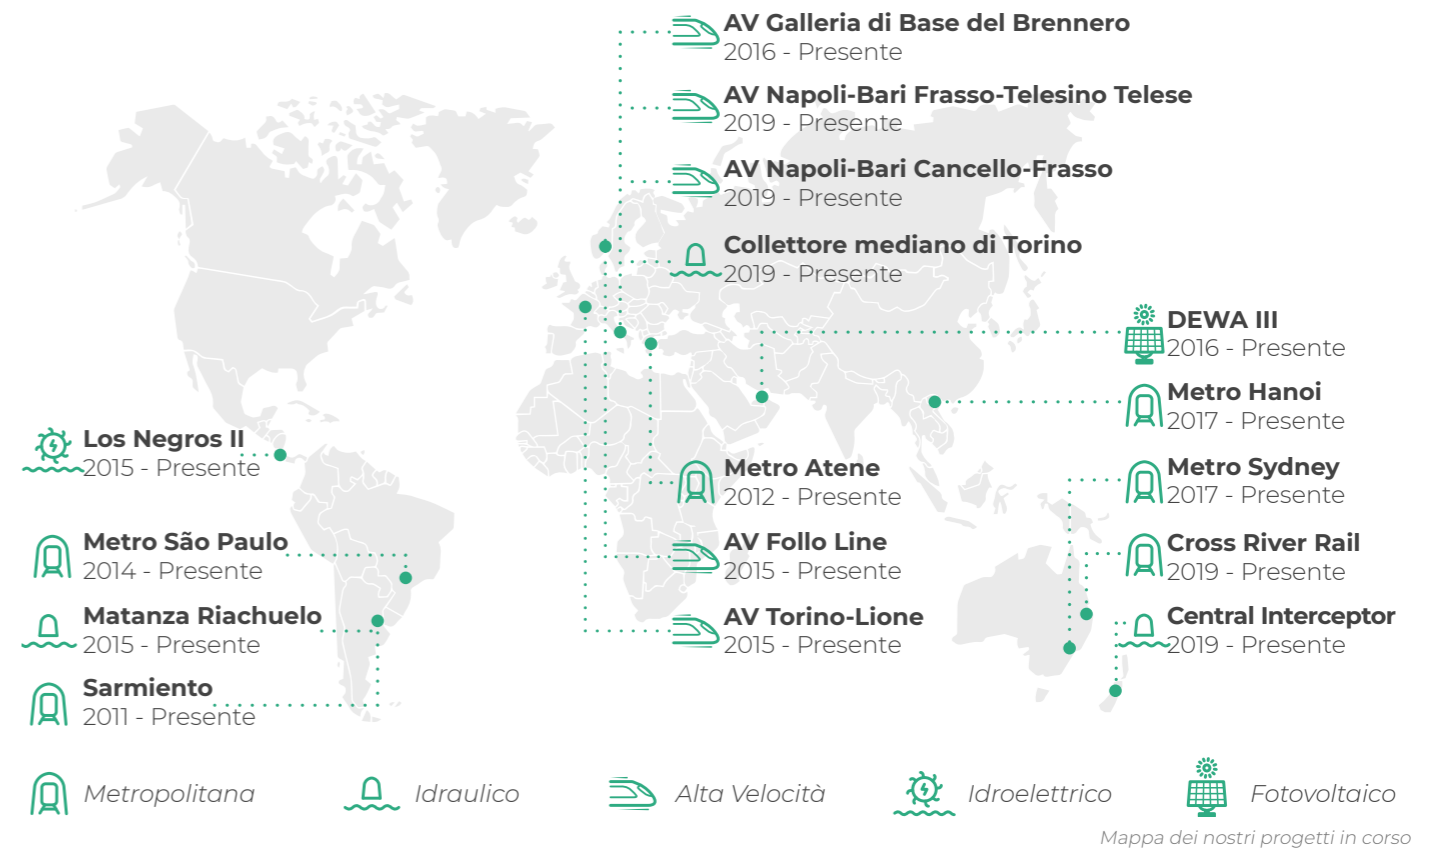 AV Galleria di Base del Brennero
2016 - Presente
AV Napoli-Bari Frasso-Telesino Telese
2019 - Presente
AV Napoli-Bari Cancello-Frasso
2019 - Presente
Collettore mediano di Torino
2019 - Presente
DEWA III
2016 - Presente
Metro Hanoi
2017 - Presente
Los Negros II
2015 - Presente
Metro Atene
2012 - Presente
Metro Sydney
2017 - Presente
Metro São Paulo
2014 - Presente
AV Follo Line
2015 - Presente
Cross River Rail
2019 - Presente
Matanza Riachuelo
2015 - Presente
AV Torino-Lione
2015 - Presente
Central Interceptor
2019 - Presente
Sarmiento
2011 - Presente
Metropolitana
Idraulico
Alta Velocità
Idroelettrico
Fotovoltaico
Mappa dei nostri progetti in corso